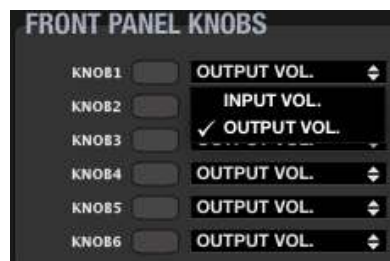 FRONT PANEL KNOBS
KNOB1 OUTPUT VOL.
KNOB2 INPUT VOL.
✓ OUTPUT VOL.
KNOB3
KNOB4 OUTPUT VOL.
KNOB5 OUTPUT VOL.
KNOB6 OUTPUT VOL.